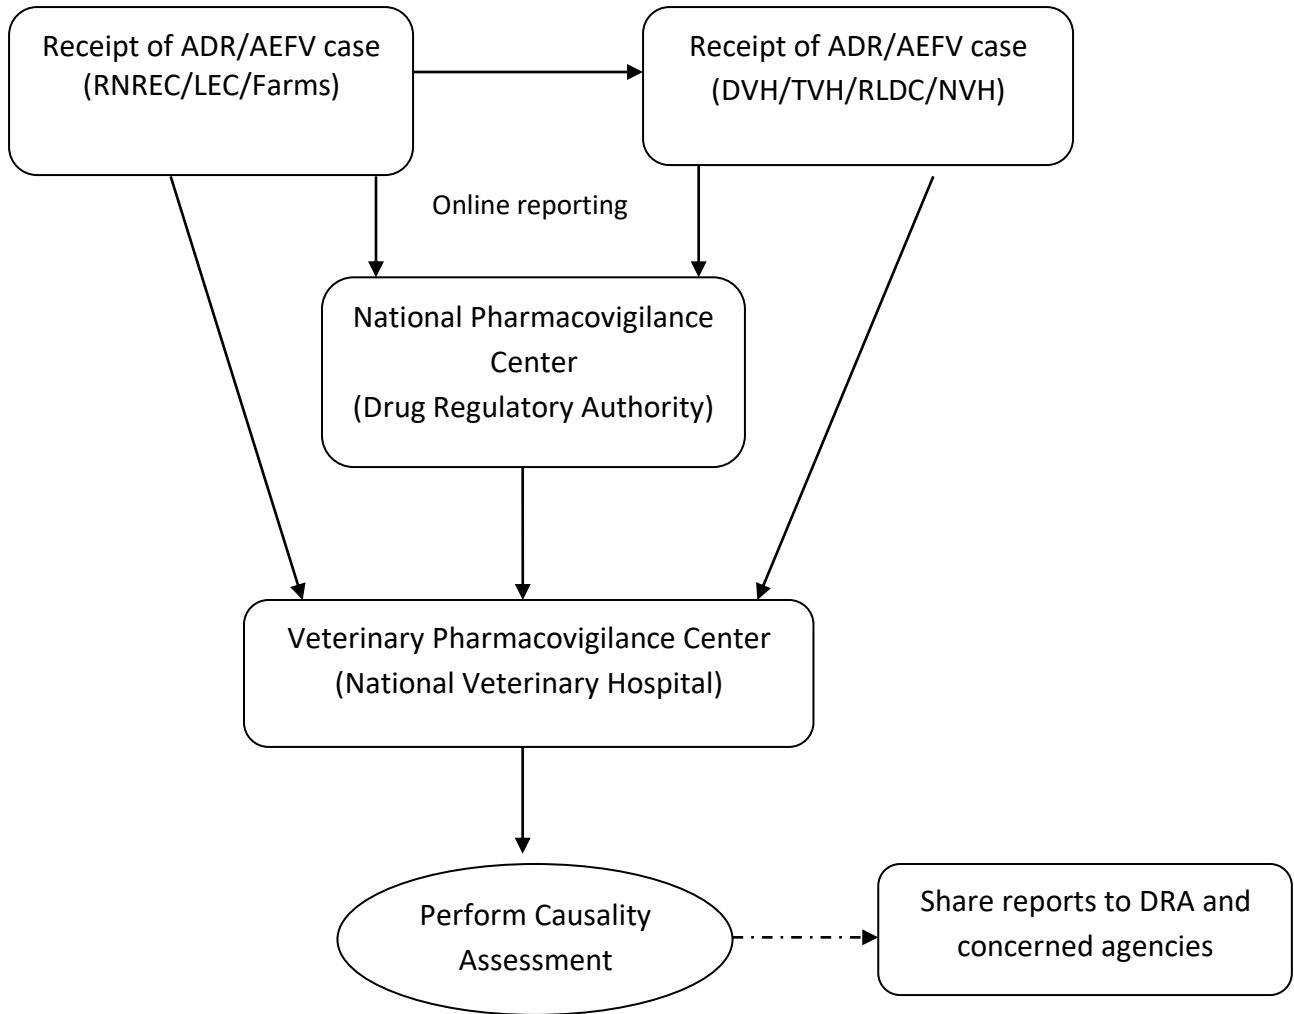 Receipt of ADR/AEFV case
(RNREC/LEC/Farms)
Receipt of ADR/AEFV case
(DVH/TVH/RLDC/NVH)
Online reporting
National Pharmacovigilance
Center
(Drug Regulatory Authority)
Veterinary Pharmacovigilance Center
(National Veterinary Hospital)
Perform Causality
Assessment
Share reports to DRA and
concerned agencies